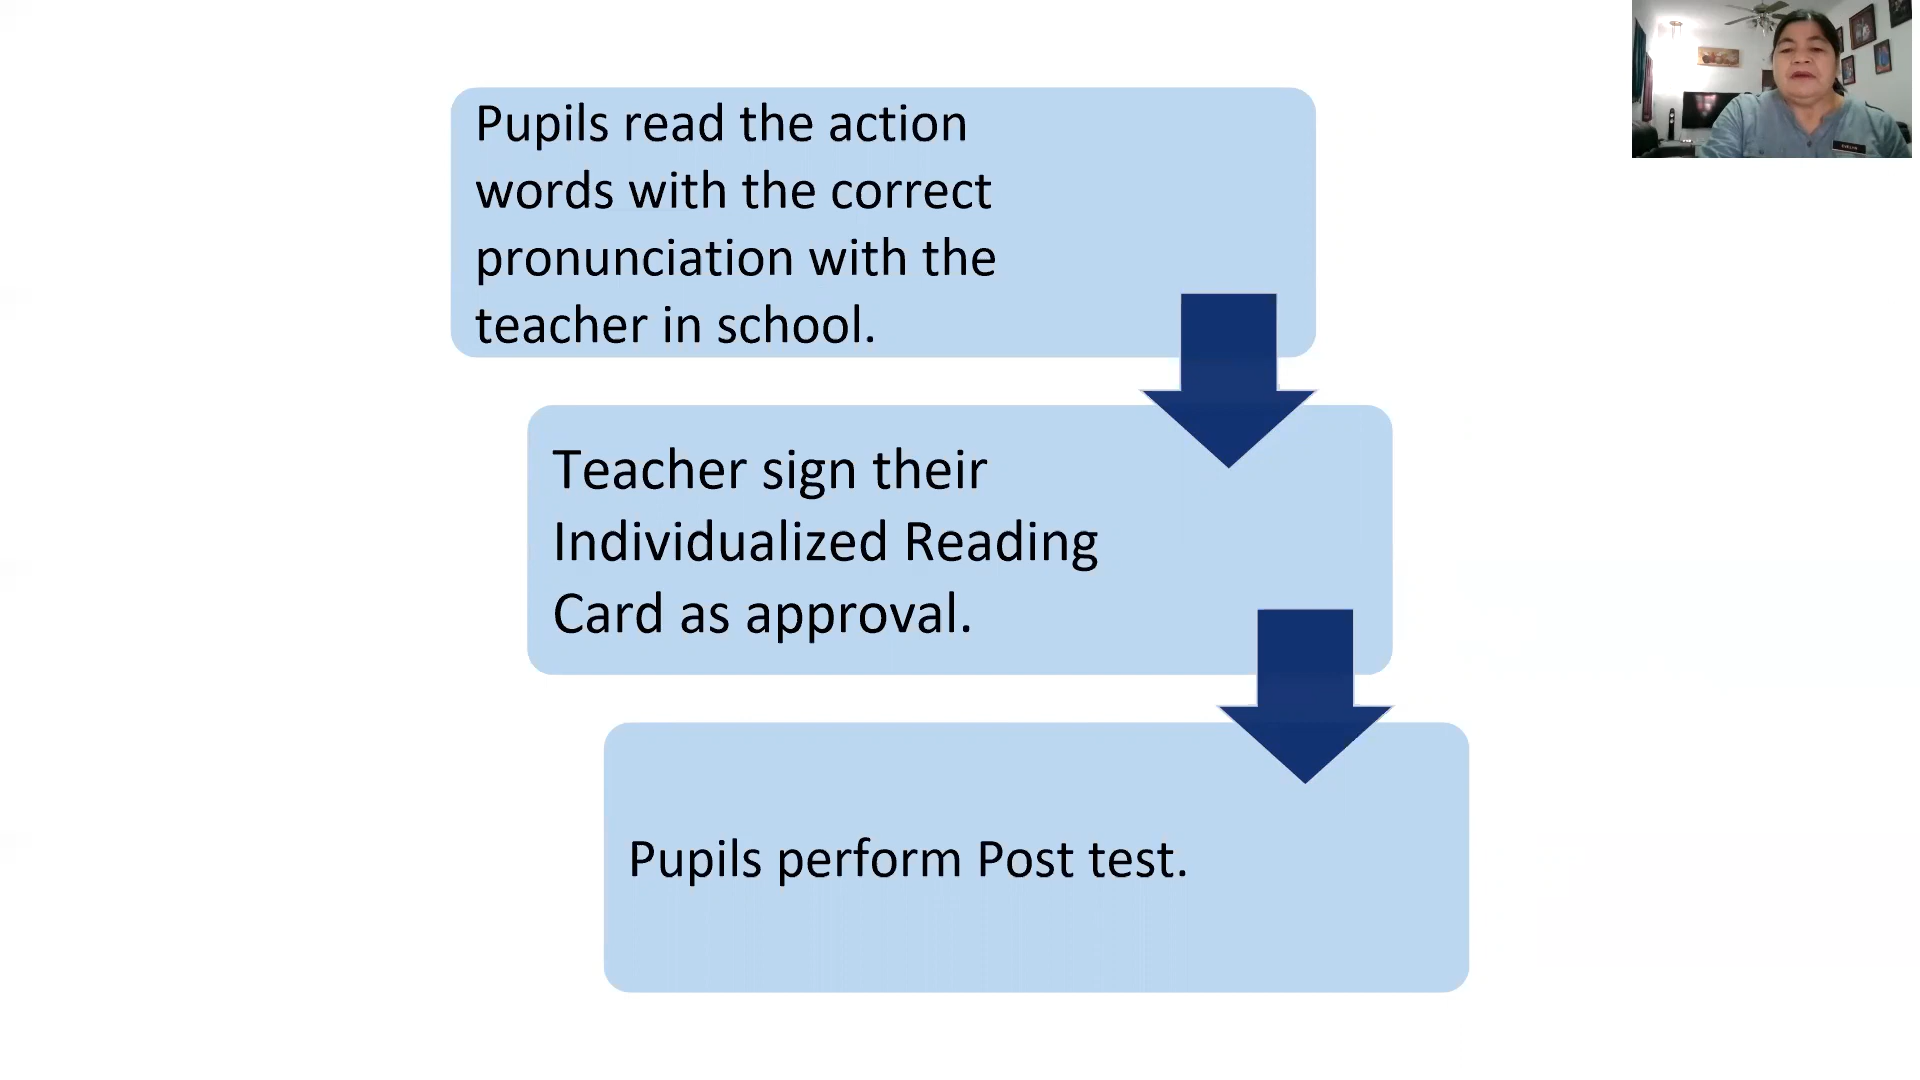 Pupils read the action
words with the correct
pronunciation with the
teacher in school.
Teacher sign their
Individualized Reading
Card as approval.
Pupils perform Post test.